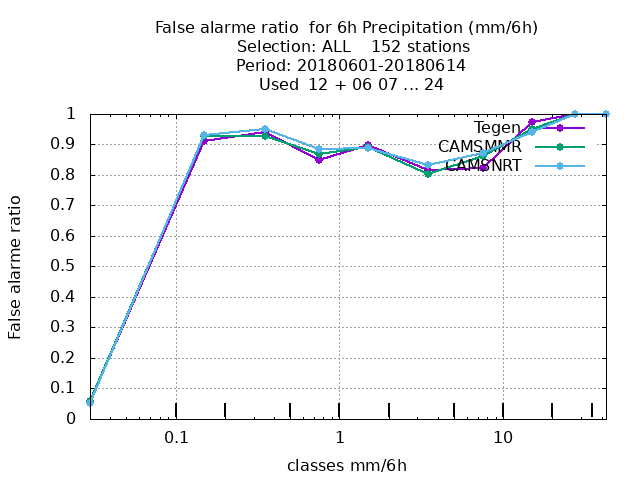 False alarme ratio  for 6h Precipitation (mm/6h)
Selection: ALL    152 stations
Period: 20180601-20180614
Used  12 + 06 07 ... 24
1
0.9
0.8
0.7
0.6
0.5
0.4
0.3
0.2
0.1
0
False alarme ratio
Tegen
CAMSMMR
CAMSNRT
0.1 1 10
classes mm/6h